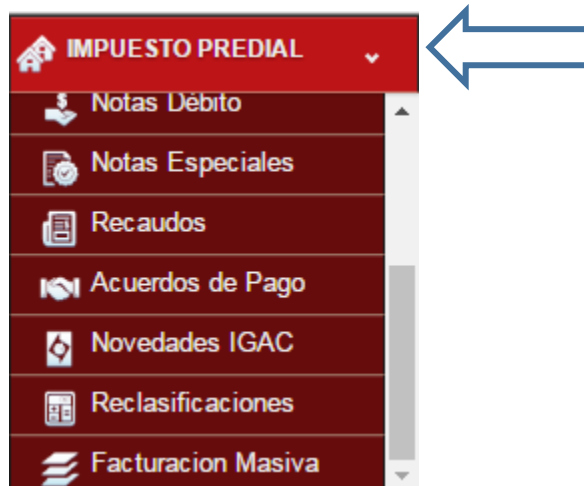 IMPUESTO PREDIAL
Notas Débito
Notas Especiales
Recaudos
Acuerdos de Pago
Novedades IGAC
Reclasificaciones
Facturacion Masiva